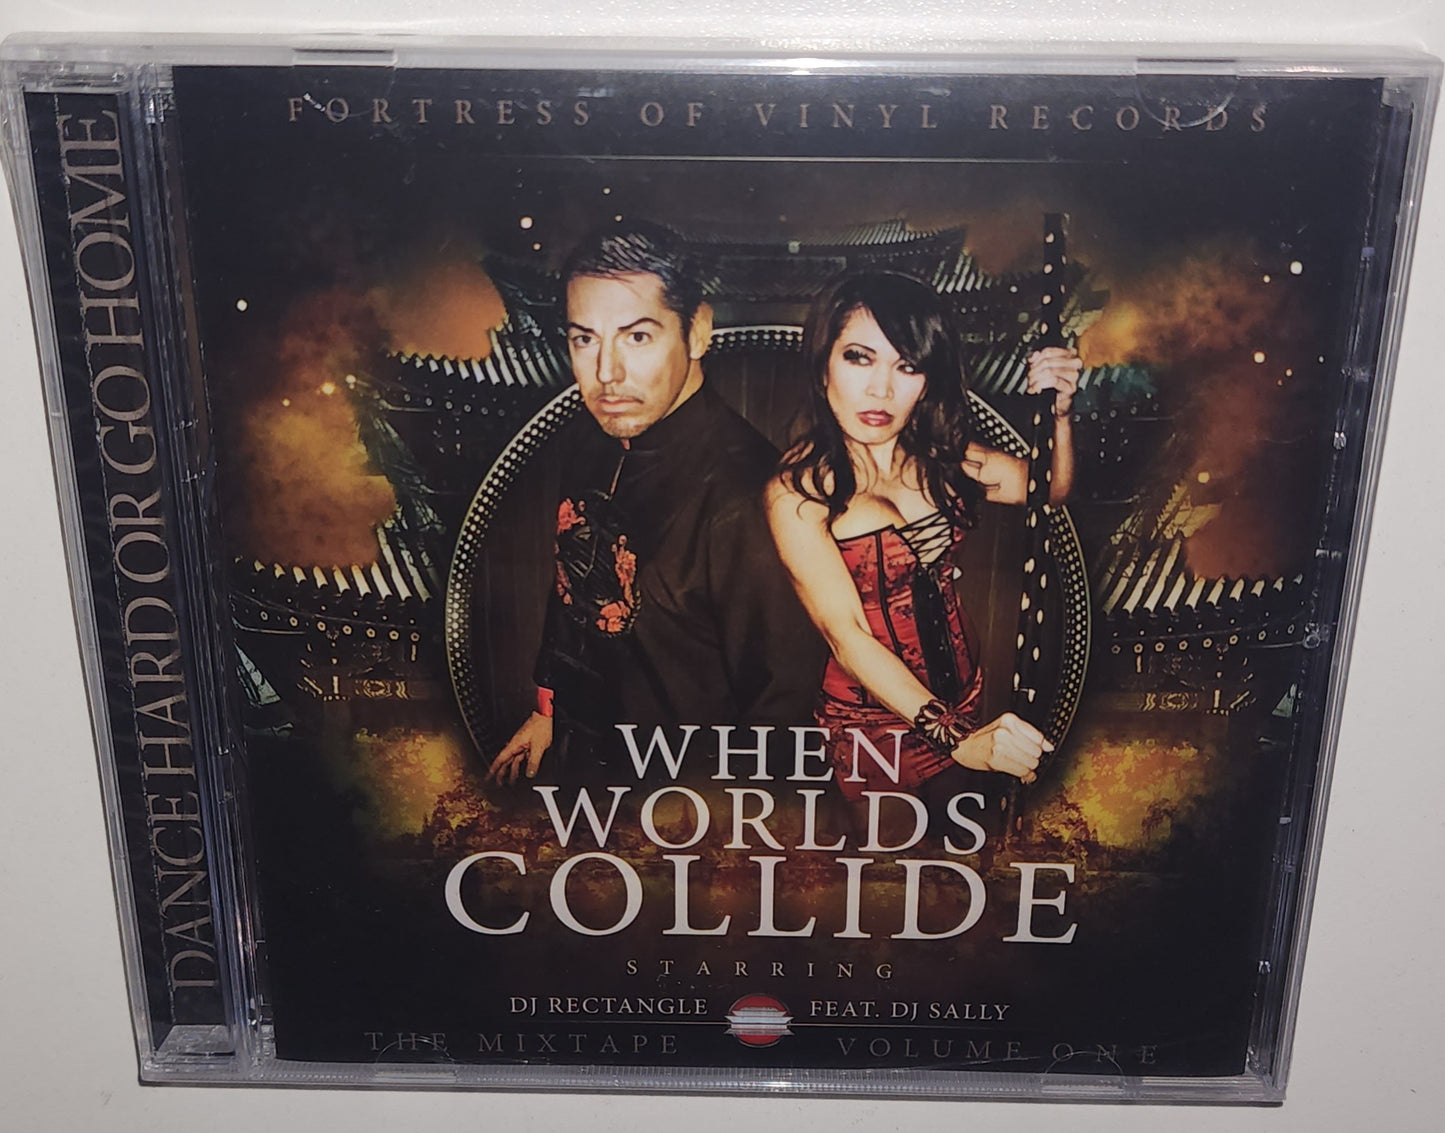 DANCE HARD OR GO HOME
FORTRESS OF VINYL RECORDS
WHEN
WORLDS
COLLIDE
STARRING
DJ RECTANGLE FEAT. DJ SALLY
THE MIXTAPE VOLUME ONE